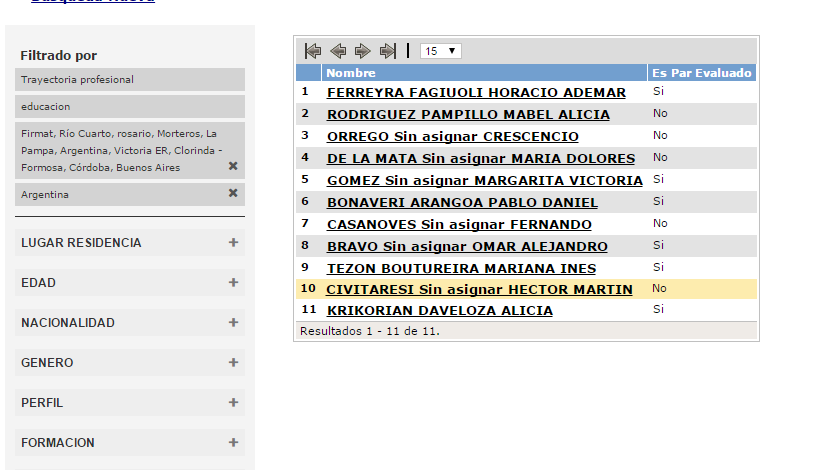 Búsqueda Nueva
Filtrado por
Trayectoria profesional
educacion
Firmat, Río Cuarto, rosario, Morteros, La
Pampa, Argentina, Victoria ER, Clorinda -
Formosa, Córdoba, Buenos Aires
Argentina
LUGAR RESIDENCIA
EDAD
NACIONALIDAD
GENERO
PERFIL
FORMACION
15
Nombre Es Par Evaluado
1 FERREYRA FAGIUOLI HORACIO ADEMAR Si
2 RODRIGUEZ PAMPILLO MABEL ALICIA No
3 ORREGO Sin asignar CRESCENCIO No
4 DE LA MATA Sin asignar MARIA DOLORES No
5 GOMEZ Sin asignar MARGARITA VICTORIA Si
6 BONAVERI ARANGOA PABLO DANIEL Si
7 CASANOVES Sin asignar FERNANDO No
8 BRAVO Sin asignar OMAR ALEJANDRO Si
9 TEZON BOUTUREIRA MARIANA INES Si
10 CIVITARESI Sin asignar HECTOR MARTIN No
11 KRIKORIAN DAVELOZA ALICIA Si
Resultados 1 - 11 de 11.